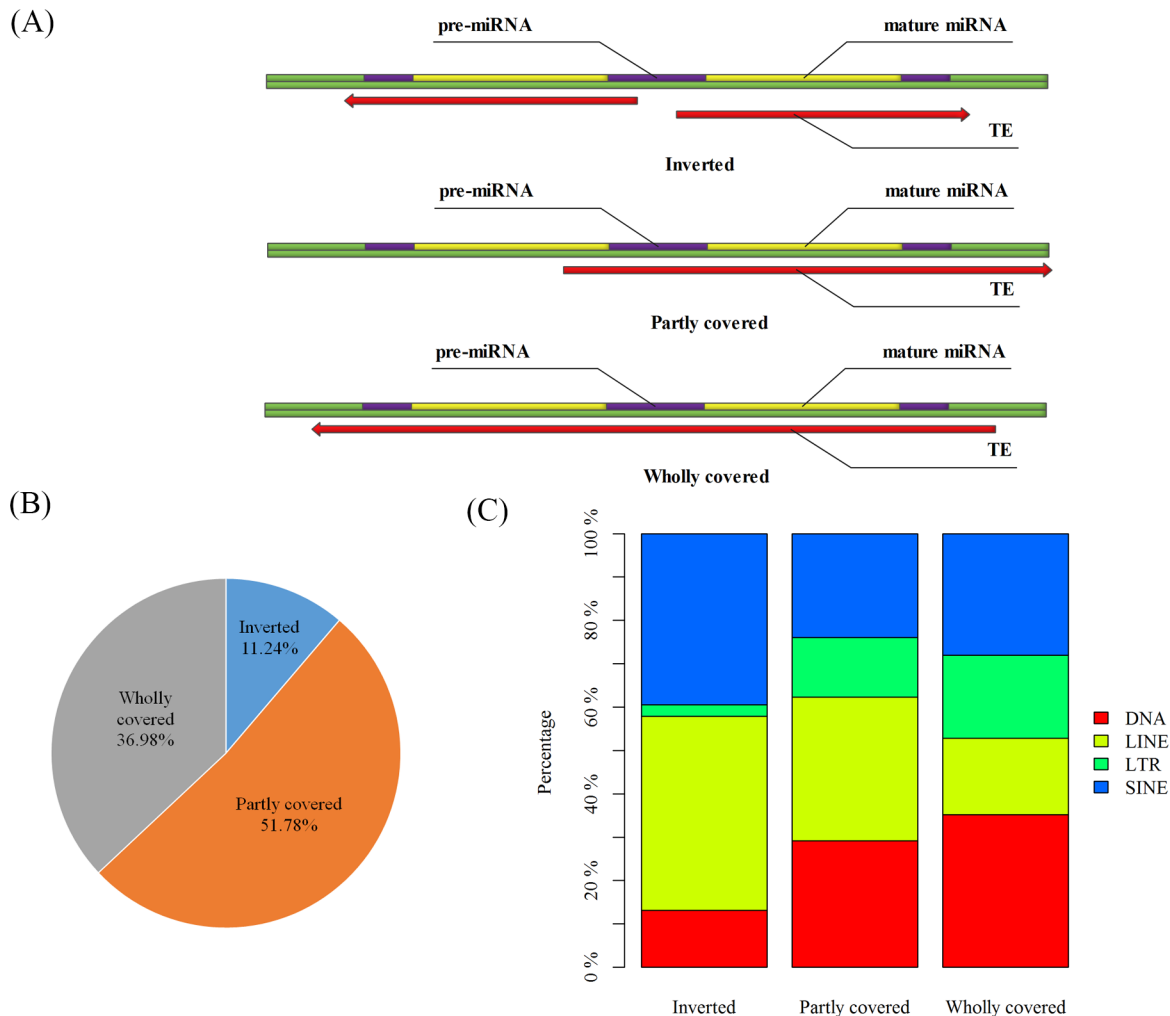 (A)
pre-miRNA
mature miRNA
TE
Inverted
pre-miRNA
mature miRNA
TE
Partly covered
pre-miRNA
mature miRNA
TE
Wholly covered
(B)
Inverted
11.24%
Wholly
covered
36.98%
Partly covered
51.78%
(C)
Percentage
100 %
80 %
60 %
40 %
20 %
0 %
DNA
LINE
LTR
SINE
Inverted
Partly covered
Wholly covered